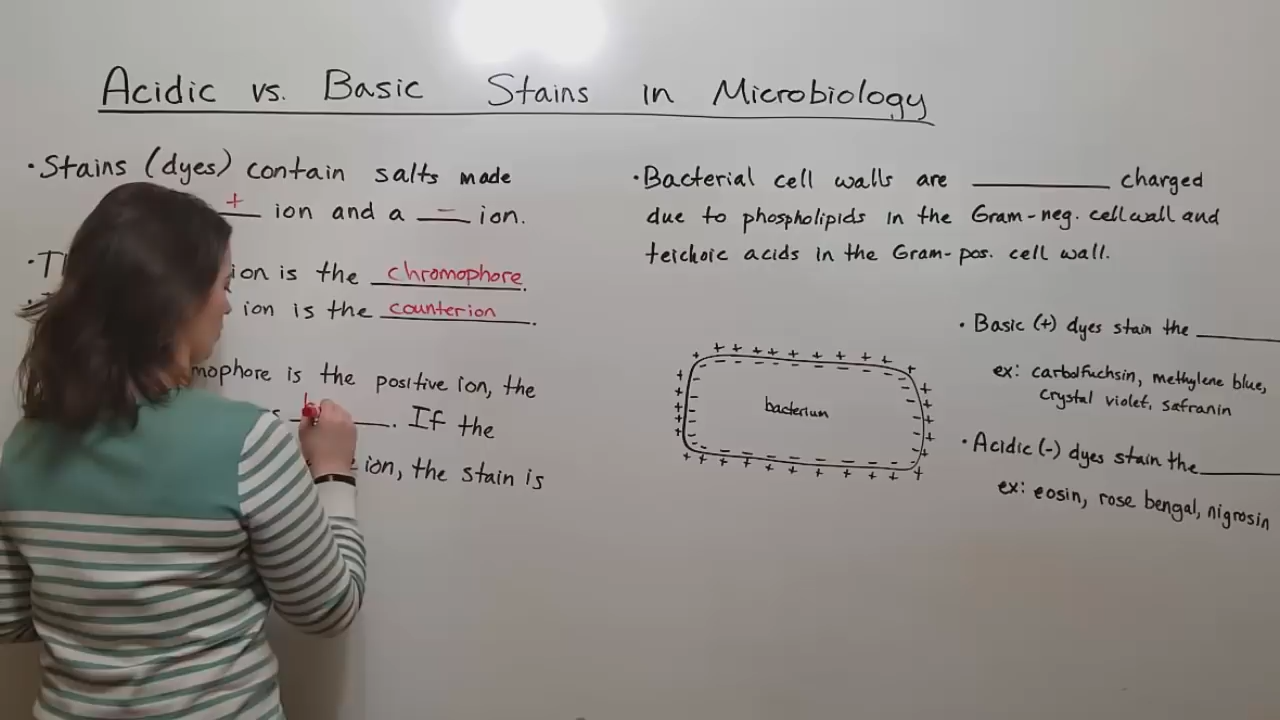 Acidic vs. Basic Stains in Microbiology
• Stains (dyes) contain salts made
+ ion and a – ion.
ion is the chromophore.
ion is the counterion.
is the positive ion, the
. If the
ion, the stain is
• Bacterial cell walls are ________ charged
due to phospholipids in the Gram-neg. cell wall and
teichoic acids in the Gram-pos. cell wall.
bacterium
• Basic (+) dyes stain the ________
ex: carbolfuchsin, methylene blue,
crystal violet, safranin
• Acidic (-) dyes stain the ________
ex: eosin, rose bengal, nigrosin